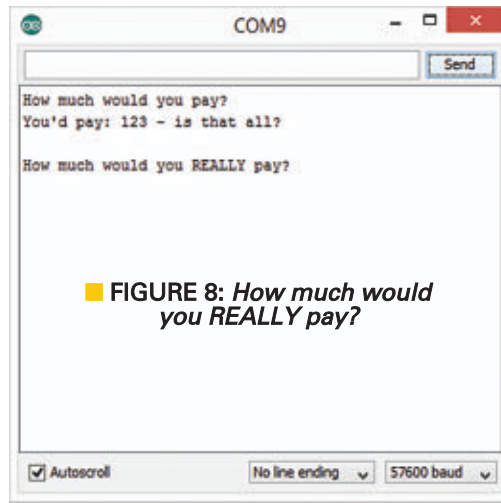 COM9
Send
How much would you pay?
You'd pay: 123 - is that all?
How much would you REALLY pay?
FIGURE 8: How much would
you REALLY pay?
Autoscroll
No line ending
57600 baud